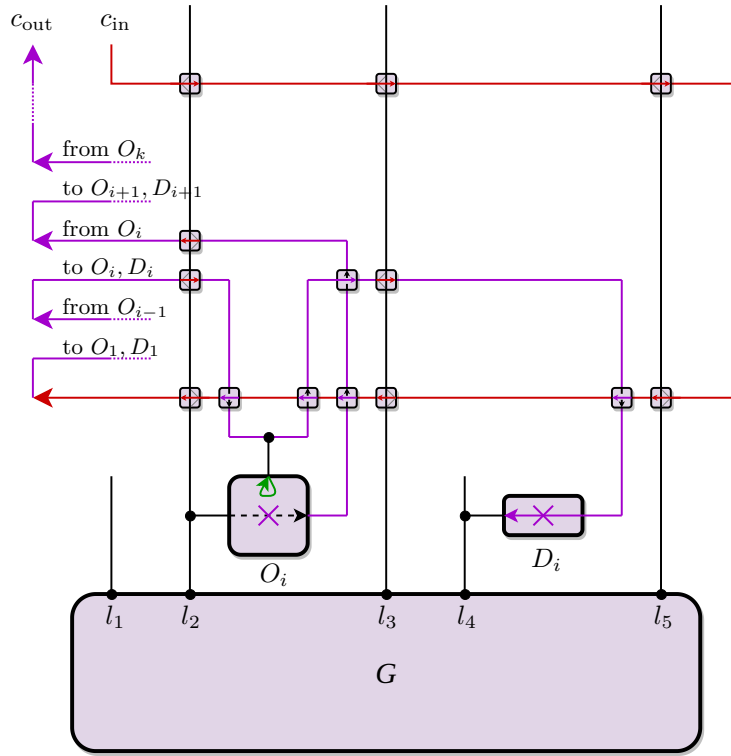 c_out c_in
from O_k
to O_{i+1}, D_{i+1}
from O_i
to O_i, D_i
from O_{i−1}
to O_1, D_1
O_i D_i
l_1 l_2 l_3 l_4 l_5
G